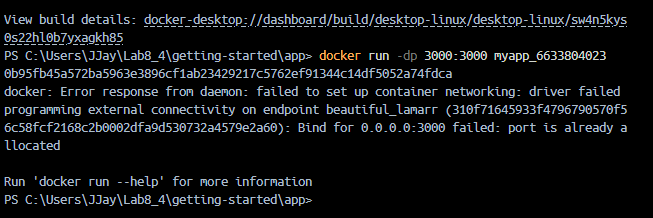 View build details: docker-desktop://dashboard/build/desktop-linux/desktop-linux/sw4n5kys
0s22hl0b7yxagkh85
PS C:\Users\JJay\Lab8_4\getting-started\app> docker run -dp 3000:3000 myapp_6633804023
0b95fb45a572ba5963e3896cf1ab23429217c5762ef91344c14df5052a74fdca
docker: Error response from daemon: failed to set up container networking: driver failed
programming external connectivity on endpoint beautiful_lamarr (310f71645933f4796790570f5
6c58fcf2168c2b0002dfa9d530732a4579e2a60): Bind for 0.0.0.0:3000 failed: port is already a
llocated
Run 'docker run --help' for more information
PS C:\Users\JJay\Lab8_4\getting-started\app>